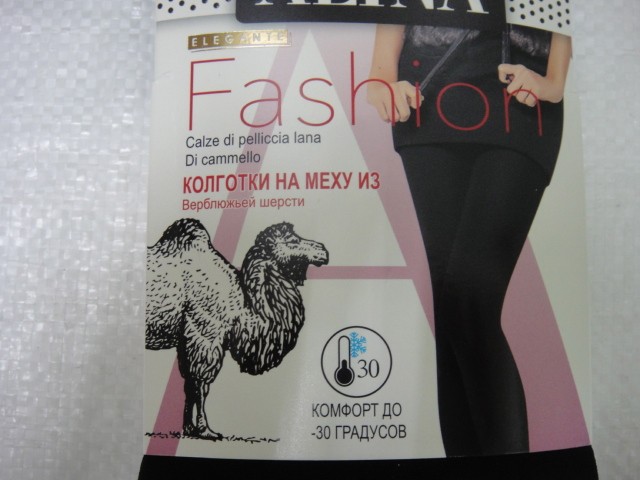 ELEGANTE
Fashion
Calze di pelliccia lana
Di cammello
КОЛГОТКИ НА МЕХУ ИЗ
Верблюжьей шерсти
30
КОМФОРТ ДО
-30 ГРАДУСОВ